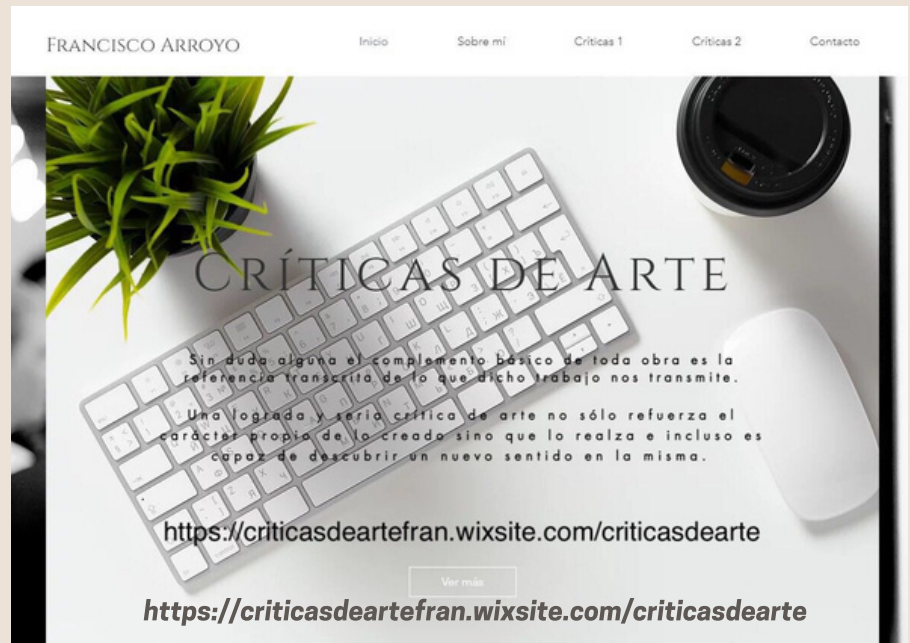 FRANCISCO ARROYO
Inicio Sobre mí Críticas 1 Críticas 2 Contacto
CRÍTICAS DE ARTE
Sin duda alguna el complemento básico de toda obra es la
referencia transcrita de lo que dicho trabajo nos transmite.
Una lograda y seria crítica de arte no sólo refuerza el
carácter propio de lo creado sino que lo realza e incluso es
capaz de descubrir un nuevo sentido en la misma.
https://criticasdeartefran.wixsite.com/criticasdearte
Ver más
https://criticasdeartefran.wixsite.com/criticasdearte